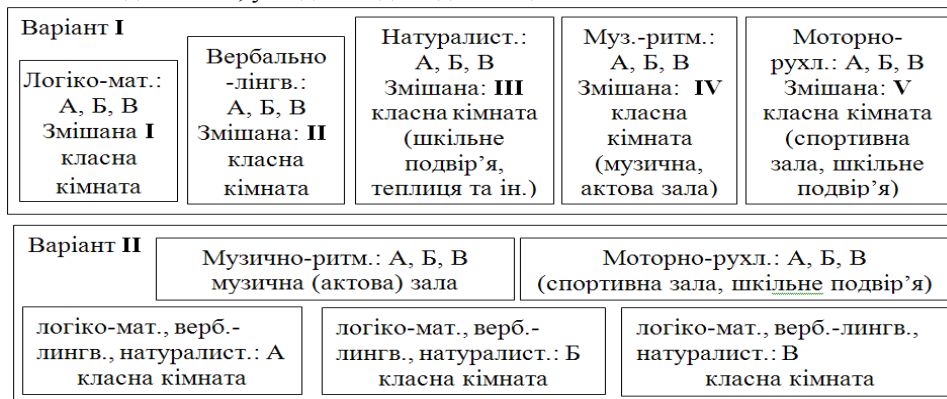 Варіант I
Логіко-мат.:
А, Б, В
Змішана I
класна
кімната
Вербально
-лінгв.:
А, Б, В
Змішана: II
класна
кімната
Натуралист.:
А, Б, В
Змішана: III
класна кімната
(шкільне
подвір’я,
теплиця та ін.)
Муз.-ритм.:
А, Б, В
Змішана: IV
класна
кімната
(музична,
актова зала)
Моторно-
рухл.: А, Б, В
Змішана: V
класна кімната
(спортивна
зала, шкільне
подвір’я)
Варіант II
Музично-ритм.: А, Б, В
музична (актова) зала
Моторно-рухл.: А, Б, В
(спортивна зала, шкільне подвір’я)
логіко-мат., верб.-
лингв., натуралист.: А
класна кімната
логіко-мат., верб.-
лингв., натуралист.: Б
класна кімната
логіко-мат., верб.-лингв.,
натуралист.: В
класна кімната